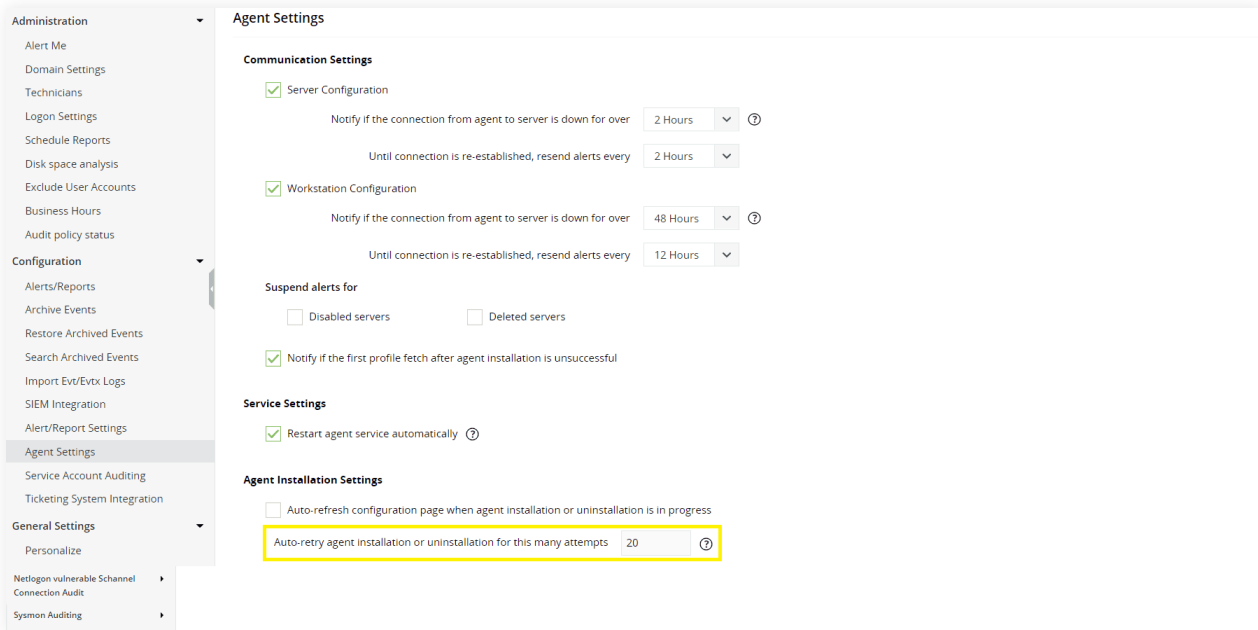 Administration
Alert Me
Domain Settings
Technicians
Logon Settings
Schedule Reports
Disk space analysis
Exclude User Accounts
Business Hours
Audit policy status
Configuration
Alerts/Reports
Archive Events
Restore Archived Events
Search Archived Events
Import Evt/Evtx Logs
SIEM Integration
Alert/Report Settings
Agent Settings
Service Account Auditing
Ticketing System Integration
General Settings
Personalize
Netlogon vulnerable Schannel
Connection Audit
Sysmon Auditing
Agent Settings
Communication Settings
Server Configuration
Notify if the connection from agent to server is down for over 2 Hours ?
Until connection is re-established, resend alerts every 2 Hours
Workstation Configuration
Notify if the connection from agent to server is down for over 48 Hours ?
Until connection is re-established, resend alerts every 12 Hours
Suspend alerts for
Disabled servers Deleted servers
Notify if the first profile fetch after agent installation is unsuccessful
Service Settings
Restart agent service automatically ?
Agent Installation Settings
Auto-refresh configuration page when agent installation or uninstallation is in progress
Auto-retry agent installation or uninstallation for this many attempts 20 ?